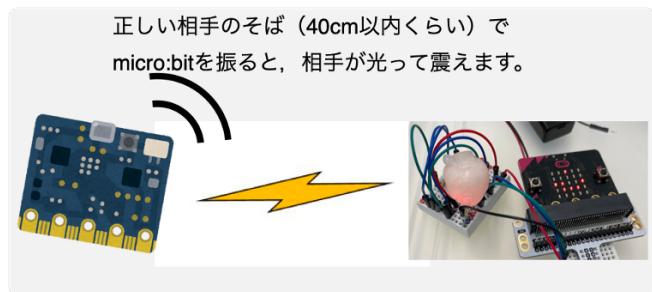 正しい相手のそば（40cm以内くらい）で
micro:bitを振ると，相手が光って震えます。